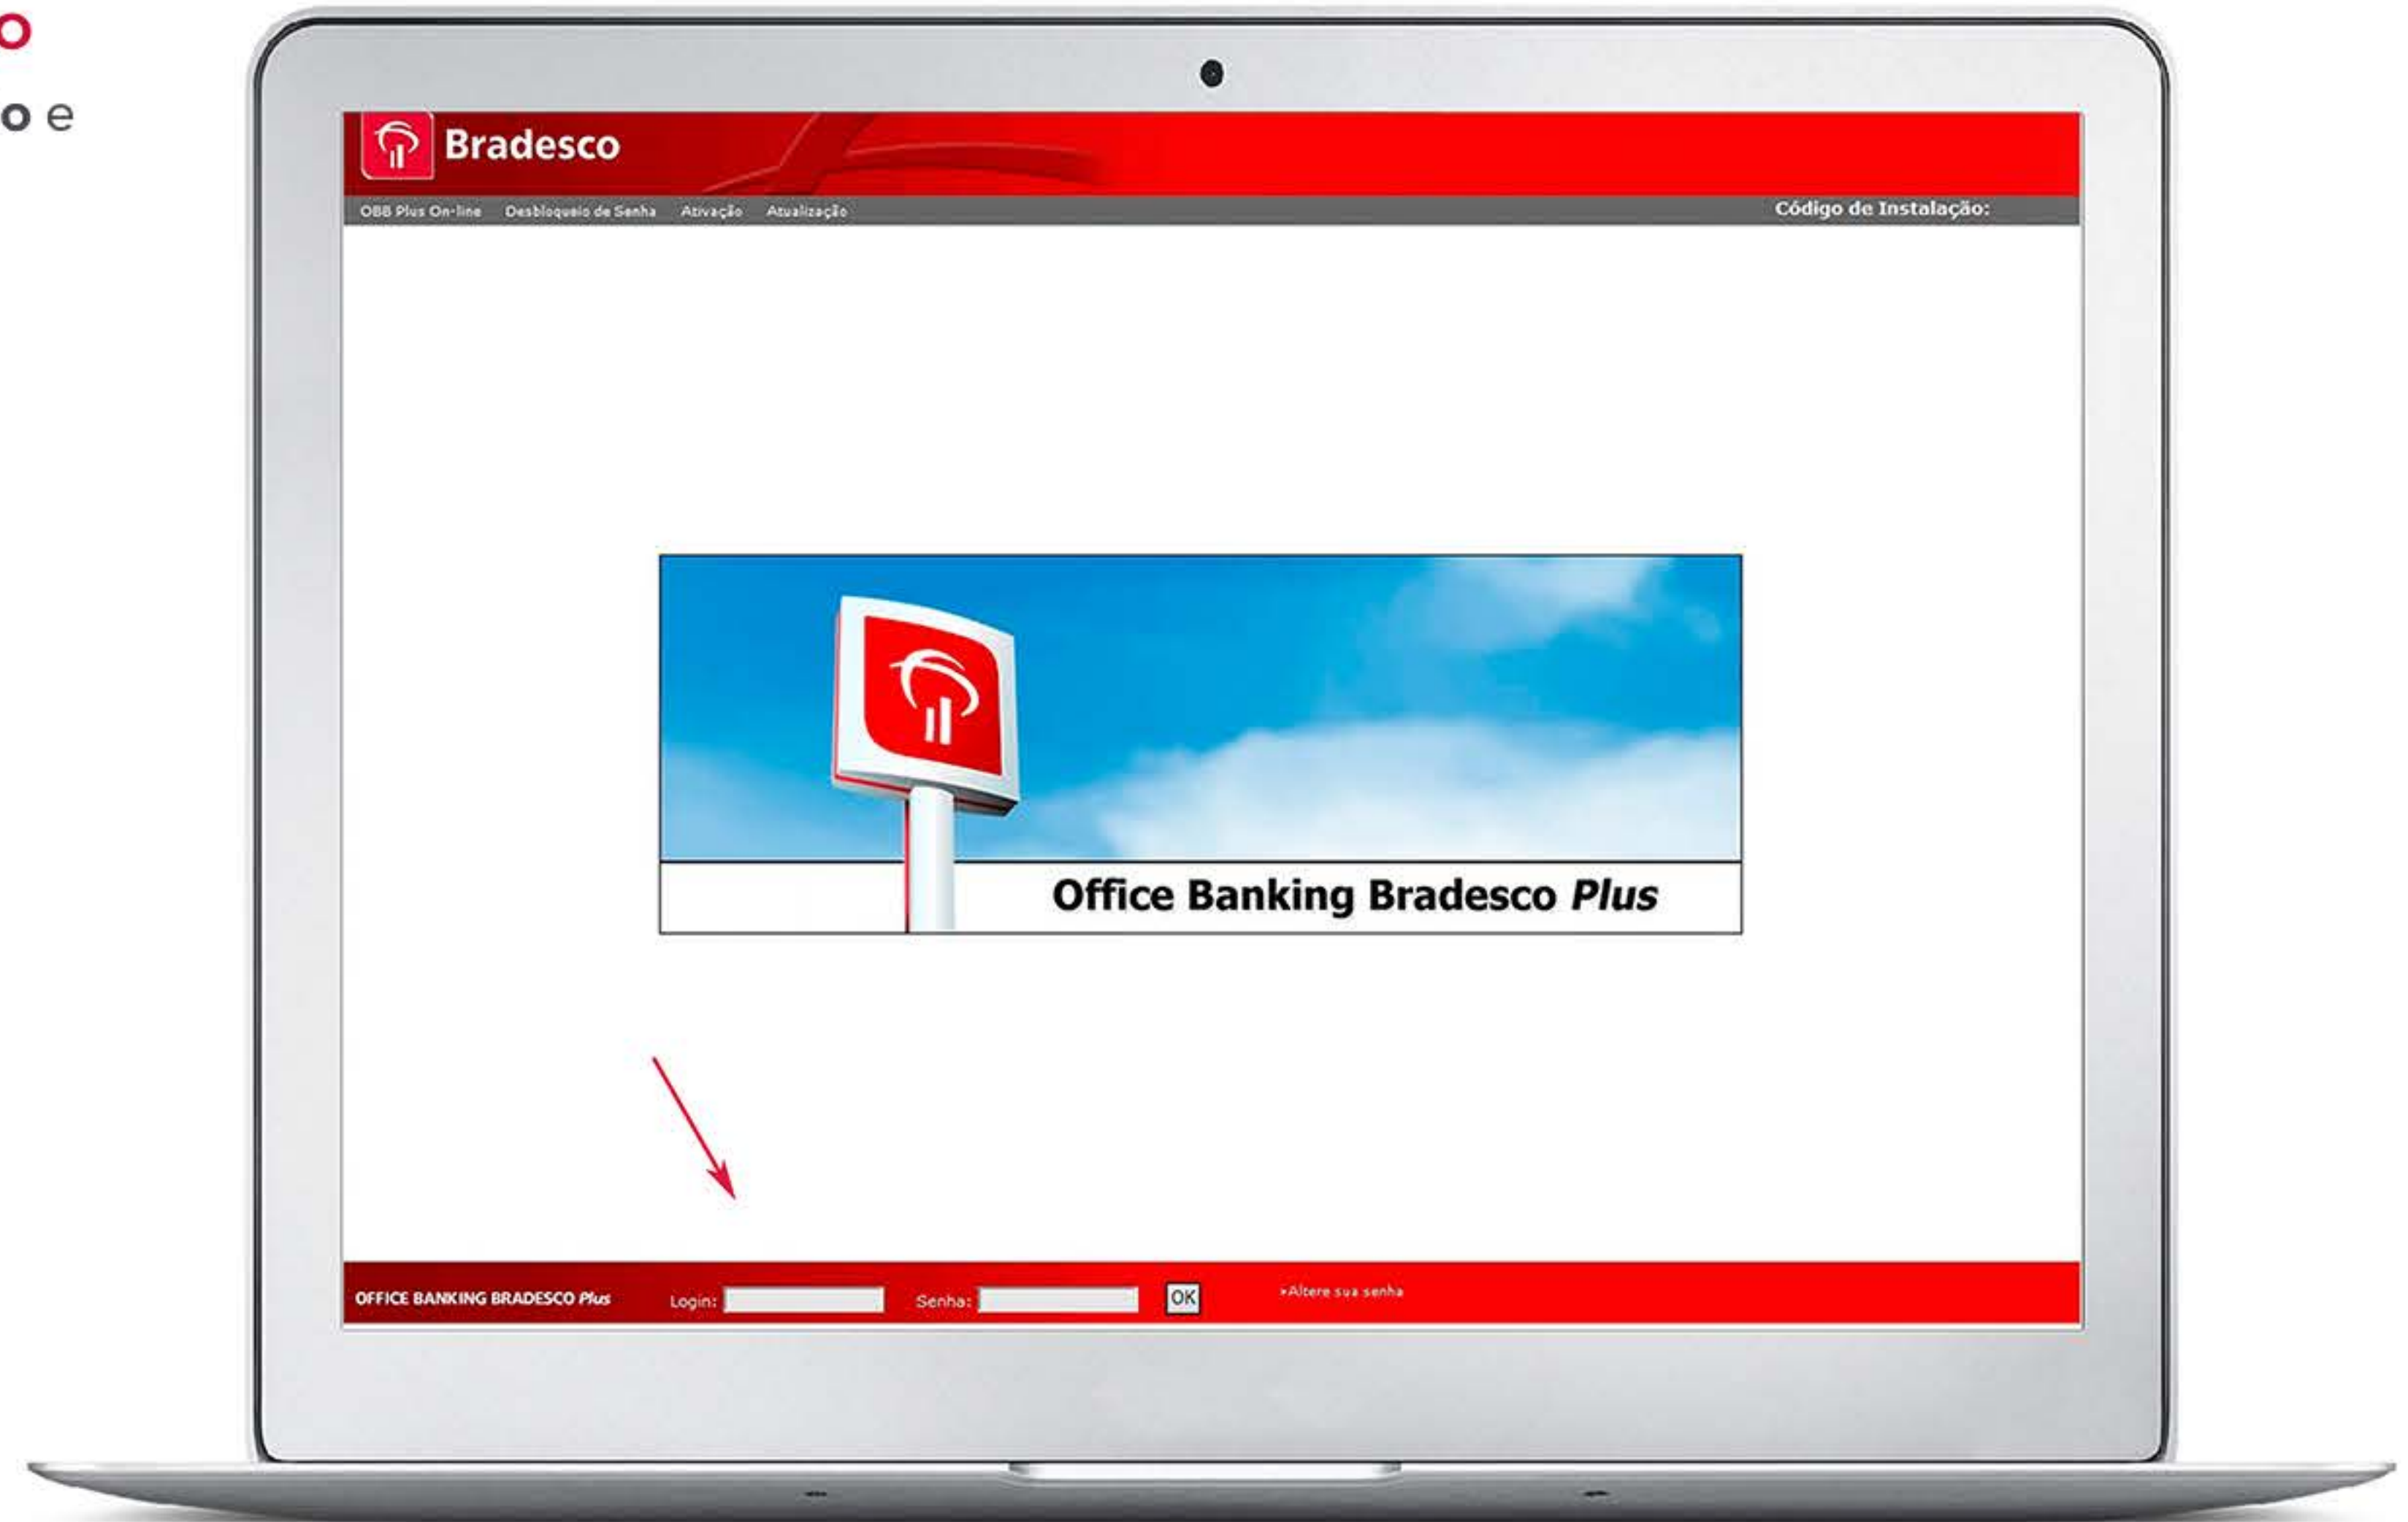 o
o e
Bradesco
OBB Plus On-line Desbloqueio de Senha Ativação Atualização Código de Instalação:
Office Banking Bradesco Plus
OFFICE BANKING BRADESCO Plus Login: Senha: OK »Altere sua senha